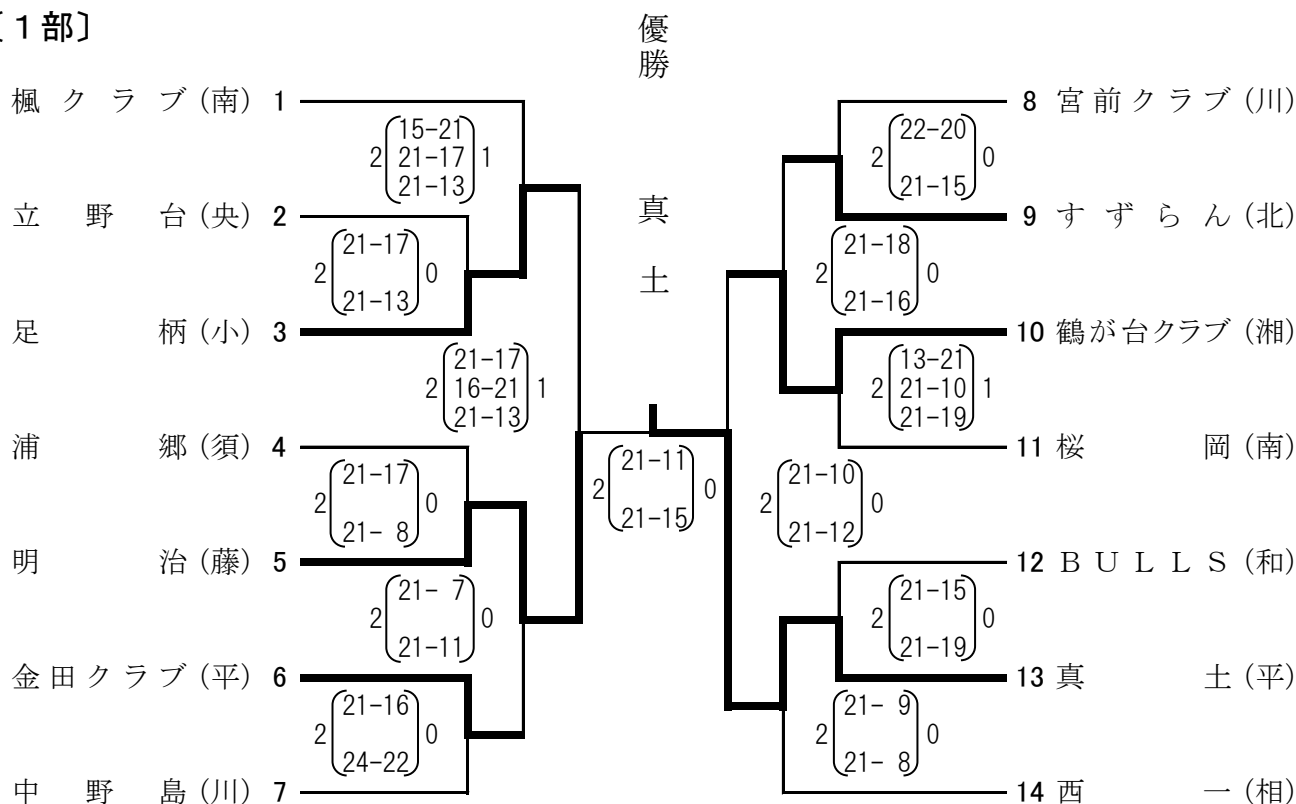 〔１部〕
優勝
真土
楓クラブ(南) 1
立野台(央) 2
足柄(小) 3
浦郷(須) 4
明治(藤) 5
金田クラブ(平) 6
中野島(川) 7
15-21
2 21-17 1
21-13
21-17
2 0
21-13
21-17
2 16-21 1
21-13
21-17
2 0
21- 8
21- 7
2 0
21-11
21-16
2 0
24-22
21-11
2 0
21-15
8 宮前クラブ(川)
9 すずらん(北)
10 鶴が台クラブ(湘)
11 桜岡(南)
12 ＢＵＬＬＳ(和)
13 真土(平)
14 西一(相)
22-20
2 0
21-15
21-18
2 0
21-16
13-21
2 21-10 1
21-19
21-10
2 0
21-12
21-15
2 0
21-19
21- 9
2 0
21- 8